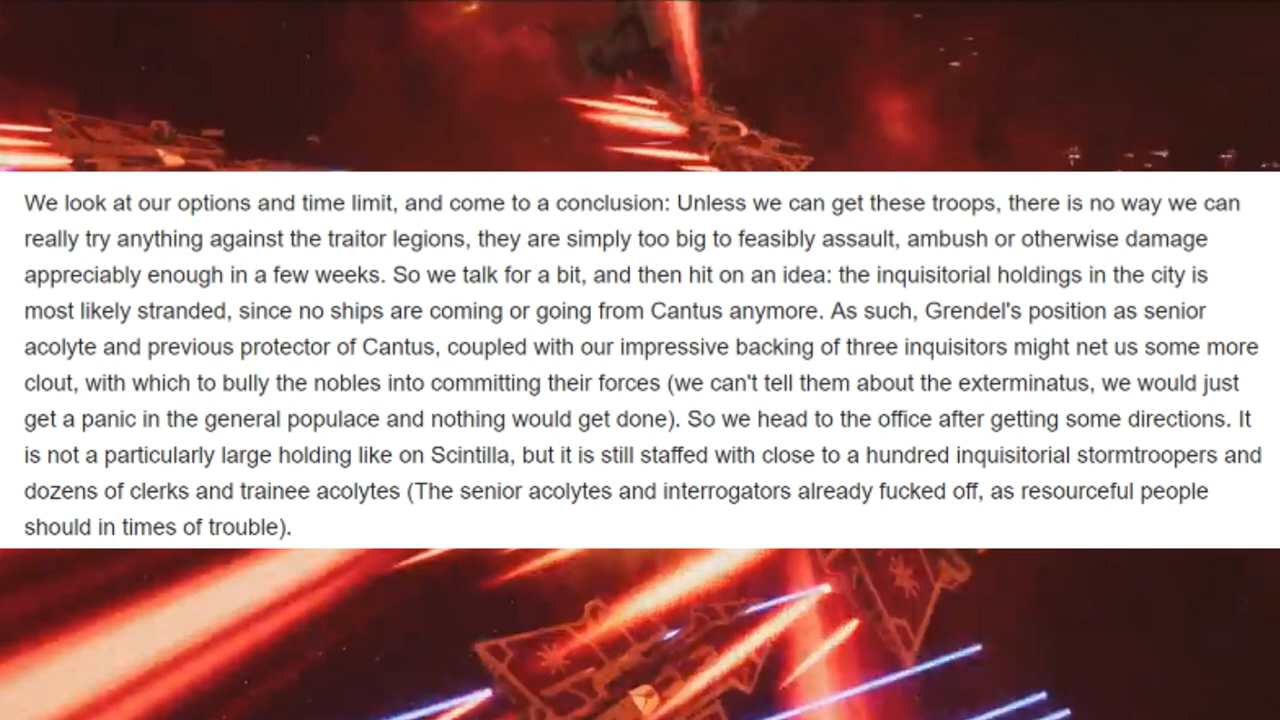 We look at our options and time limit, and come to a conclusion: Unless we can get these troops, there is no way we can
really try anything against the traitor legions, they are simply too big to feasibly assault, ambush or otherwise damage
appreciably enough in a few weeks. So we talk for a bit, and then hit on an idea: the inquisitorial holdings in the city is
most likely stranded, since no ships are coming or going from Cantus anymore. As such, Grendel's position as senior
acolyte and previous protector of Cantus, coupled with our impressive backing of three inquisitors might net us some more
clout, with which to bully the nobles into committing their forces (we can't tell them about the exterminatus, we would just
get a panic in the general populace and nothing would get done). So we head to the office after getting some directions. It
is not a particularly large holding like on Scintilla, but it is still staffed with close to a hundred inquisitorial stormtroopers and
dozens of clerks and trainee acolytes (The senior acolytes and interrogators already fucked off, as resourceful people
should in times of trouble).